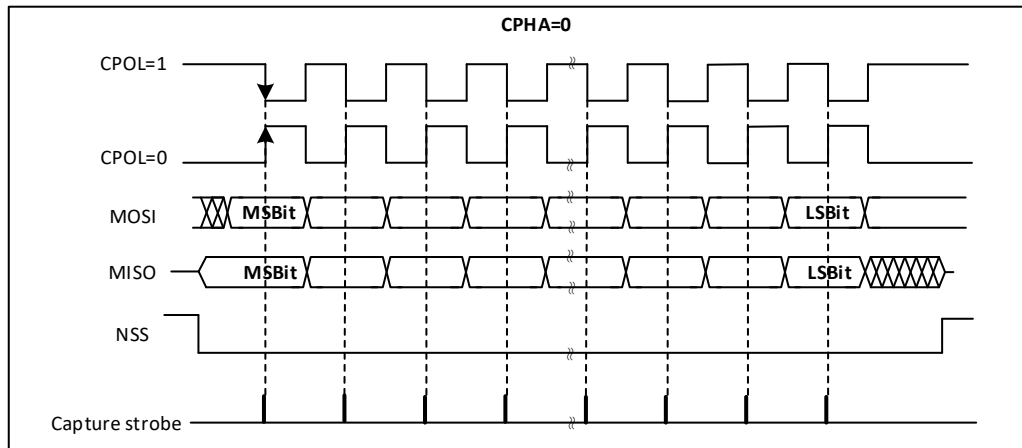 CPHA=0
CPOL=1
CPOL=0
MOSI MSBit LSBit
MISO MSBit LSBit
NSS
Capture strobe